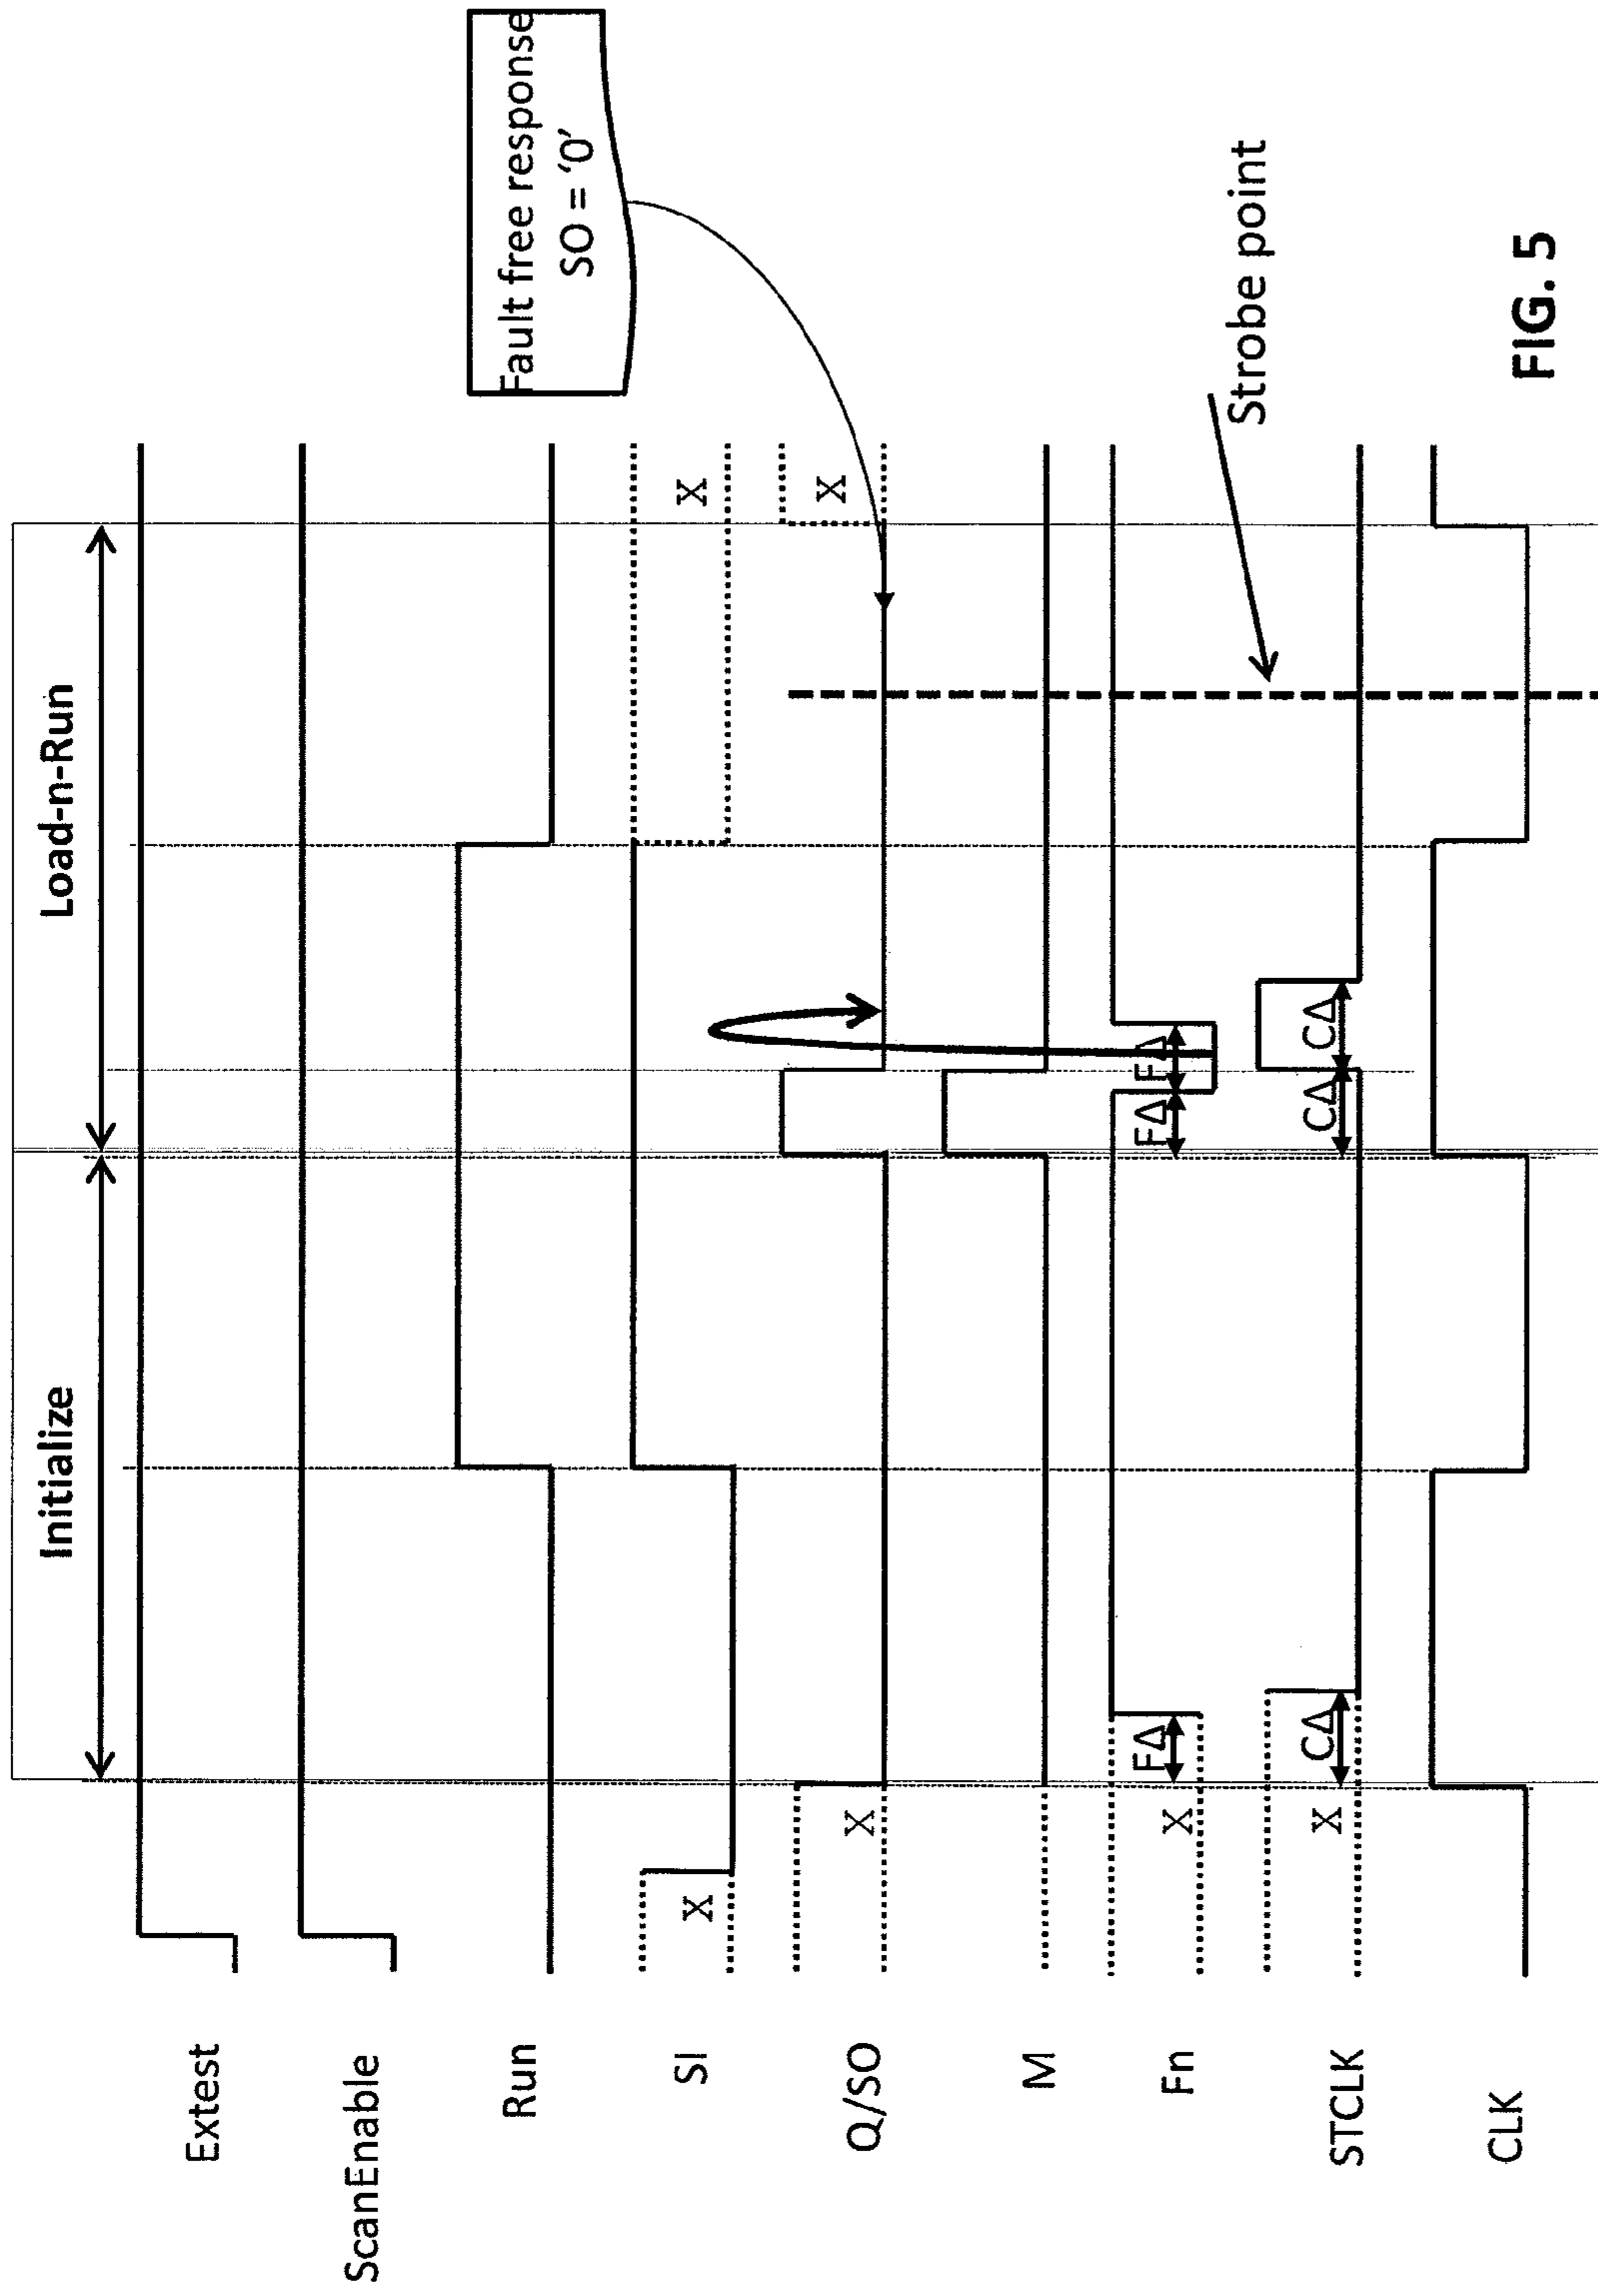 Initialize
Load-n-Run
Extest
ScanEnable
Run
SI
X
X
Fault free response
SO = ‘0’
Q/SO
X
X
M
Fn
X
FΔ
FΔ
FΔ
STCLK
X
CΔ
CΔ
CΔ
Strobe point
CLK
FIG. 5